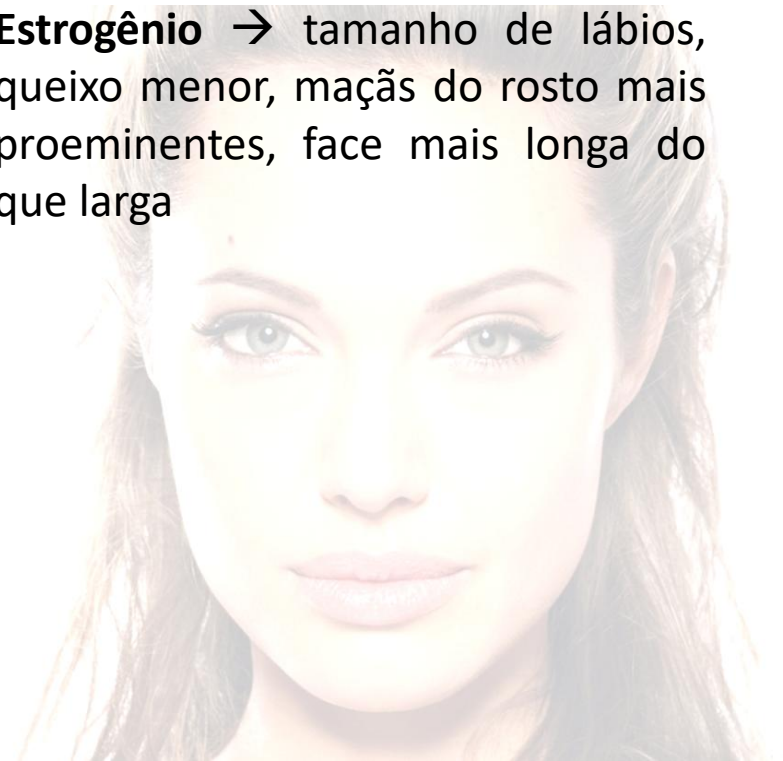 Estrogênio → tamanho de lábios,
queixo menor, maçãs do rosto mais
proeminentes, face mais longa do
que larga